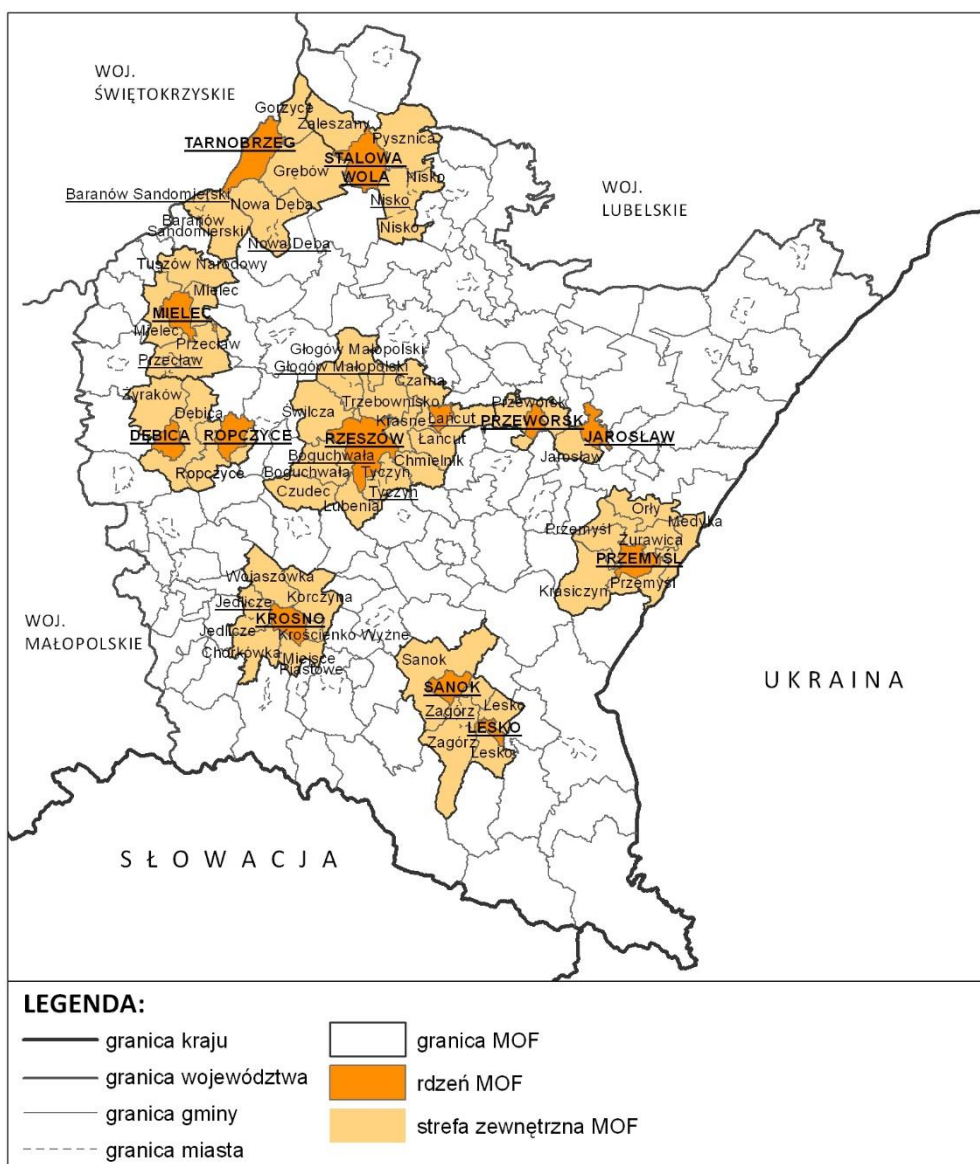 WOJ.
ŚWIĘTOKRZYSKIE
Gorzyce
Zaleszany
TARNOBRZEG
Pysznica
STALOWA
WOLA
Grębów
Nisko
Baranów Sandomierski
Nowa Dęba
Nisko
WOJ.
LUBELSKIE
Baranów
Sandomierski
Nisko
Nowa Dęba
Tuszów Narodowy
Mielec
MIELEC
Mielec
Przecław
Przecław
Głogów Małopolski
Głogów Małopolski
Czarna
Żyraków
Trzebownisko
Przeworsk
Dębica
Świlcza
Krasne
Łańcut
PRZEWORSK
DĘBICA
ROPCZYCE
RZESZÓW
Łańcut
JAROSŁAW
Boguchwała
Chmielnik
Jarosław
Ropczyce
Boguchwała
Tyczyn
Czudec
Tyczyn
Lubenia
Orły
Medyka
Przemyśl
Żurawica
PRZEMYŚL
Krasiczyn
Przemyśl
Wojaszówka
Jedlicze
Korczyna
KROSNO
WOJ.
MAŁOPOLSKIE
Jedlicze
Krościenko Wyżne
Chorkówka
Miejsce
Piastowe
Sanok
SANOK
UKRAINA
Zagórz
Lesko
LESKO
Zagórz
Lesko
SŁOWACJA
LEGENDA:
granica kraju
granica województwa
granica gminy
granica miasta
granica MOF
rdzeń MOF
strefa zewnętrzna MOF